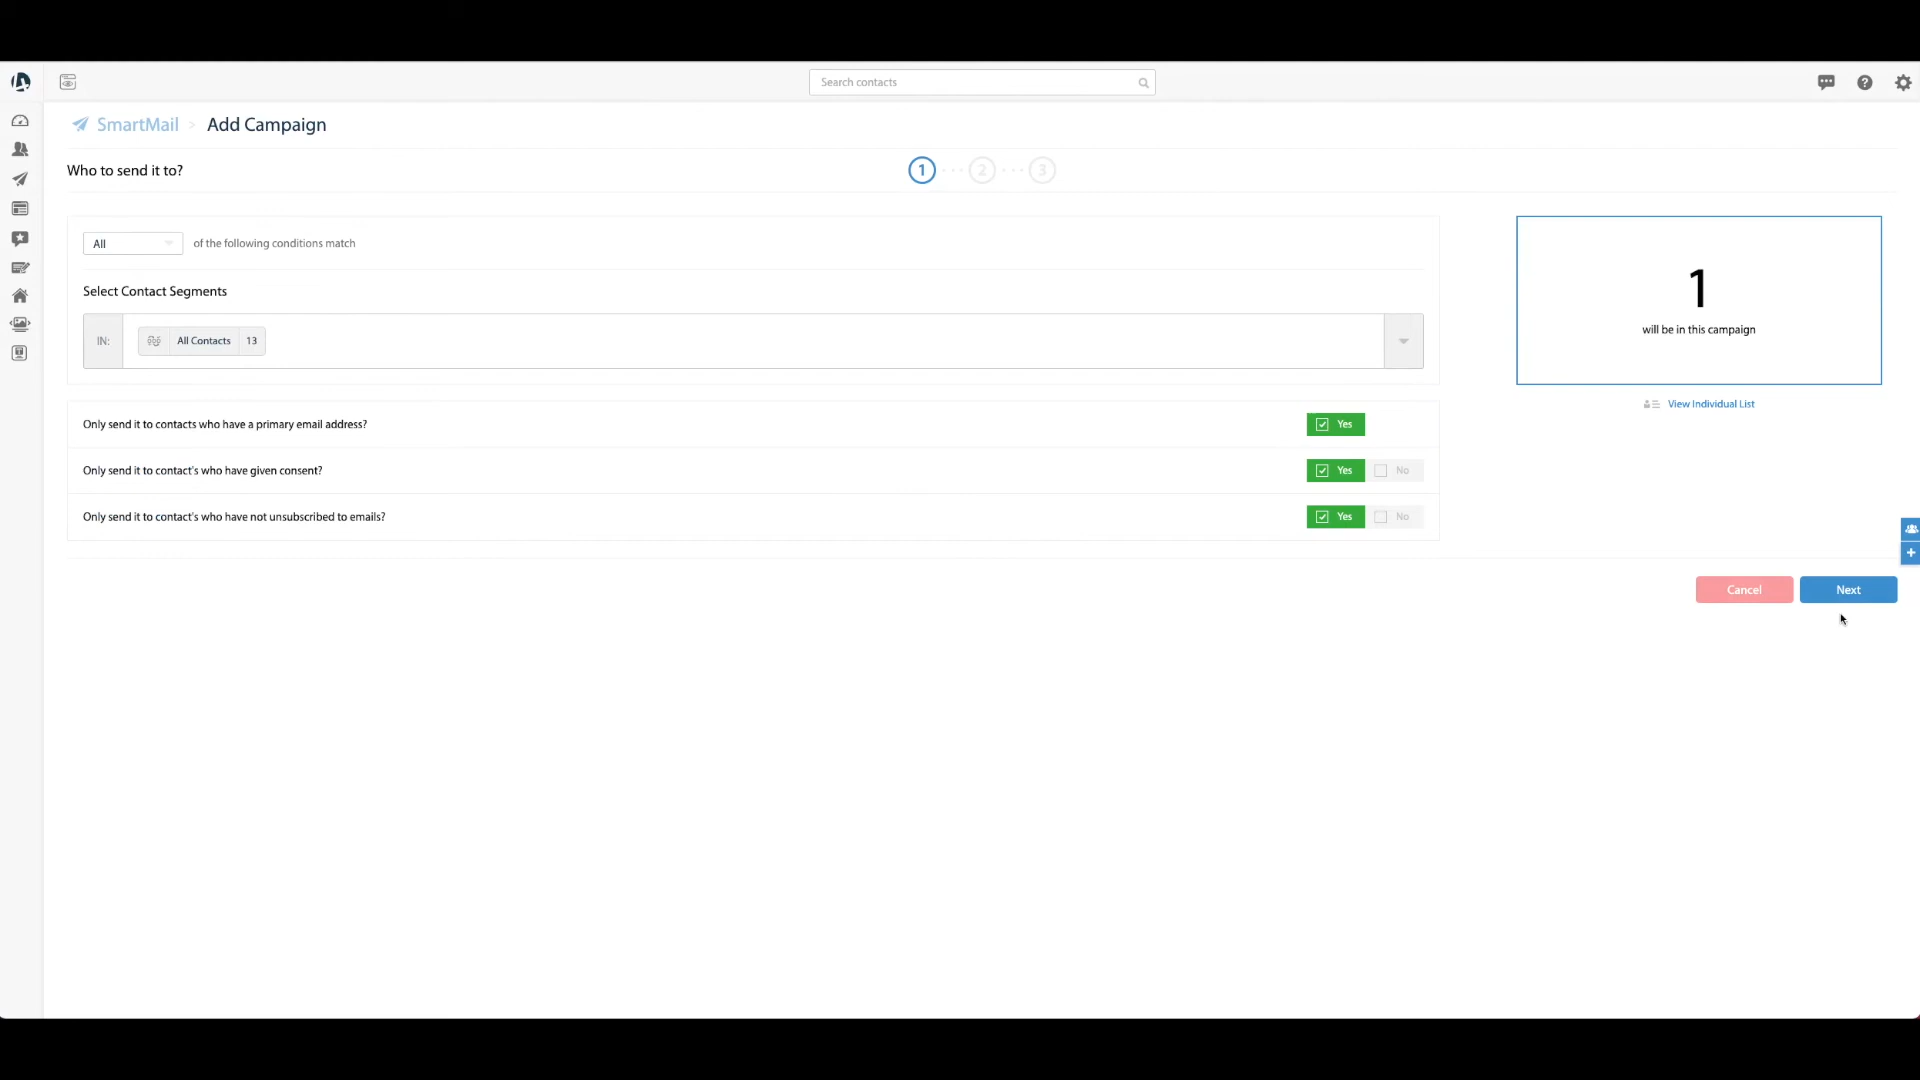 Search contacts
SmartMail > Add Campaign
Who to send it to?
1 2 3
All of the following conditions match
Select Contact Segments
IN: All Contacts 13
1
will be in this campaign
View Individual List
Only send it to contacts who have a primary email address? Yes
Only send it to contact's who have given consent? Yes No
Only send it to contact's who have not unsubscribed to emails? Yes No
Cancel Next